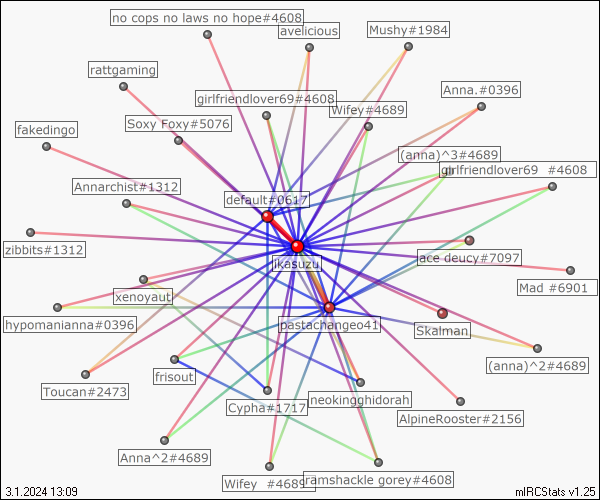 no cops no laws no hope#4608
avelicious
Mushy#1984
rattgaming
Anna.#0396
girlfriendlover69#4608
Wifey#4689
Soxy Foxy#5076
fakedingo
(anna)^3#4689
girlfriendlover69 #4608
Annarchist#1312
default#0617
zibbits#1312
ikasuzu
ace deucy#7097
Mad #6901
xenoyaut
hypomanianna#0396
pastachangeo41
Skalman
(anna)^2#4689
frisout
Toucan#2473
neokingghidorah
Cypha#1717
AlpineRooster#2156
Anna^2#4689
Wifey #4689
ramshackle gorey#4608
3.1.2024 13:09
mIRCStats v1.25